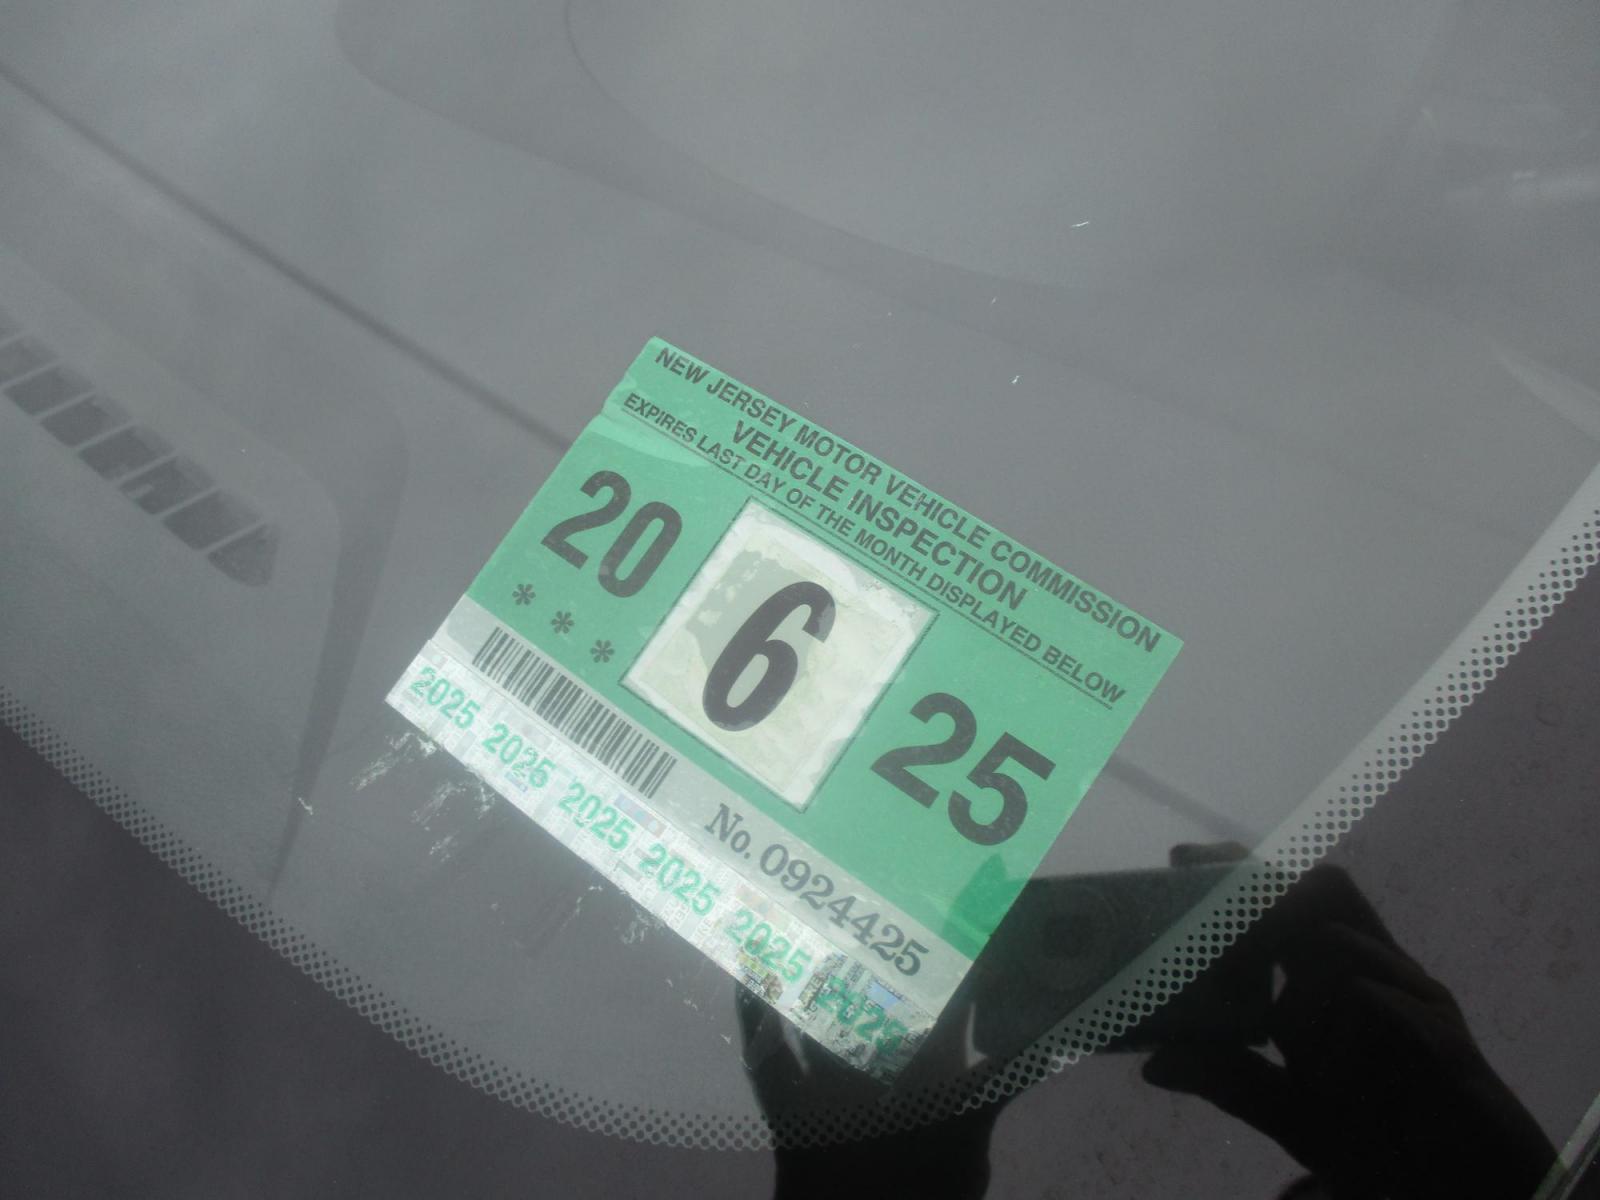 NEW JERSEY MOTOR VEHICLE COMMISSION
VEHICLE INSPECTION
EXPIRES LAST DAY OF THE MONTH DISPLAYED BELOW
20 6 25
* * *
No. 0924425
2025 2025 2025 2025 2025 2025